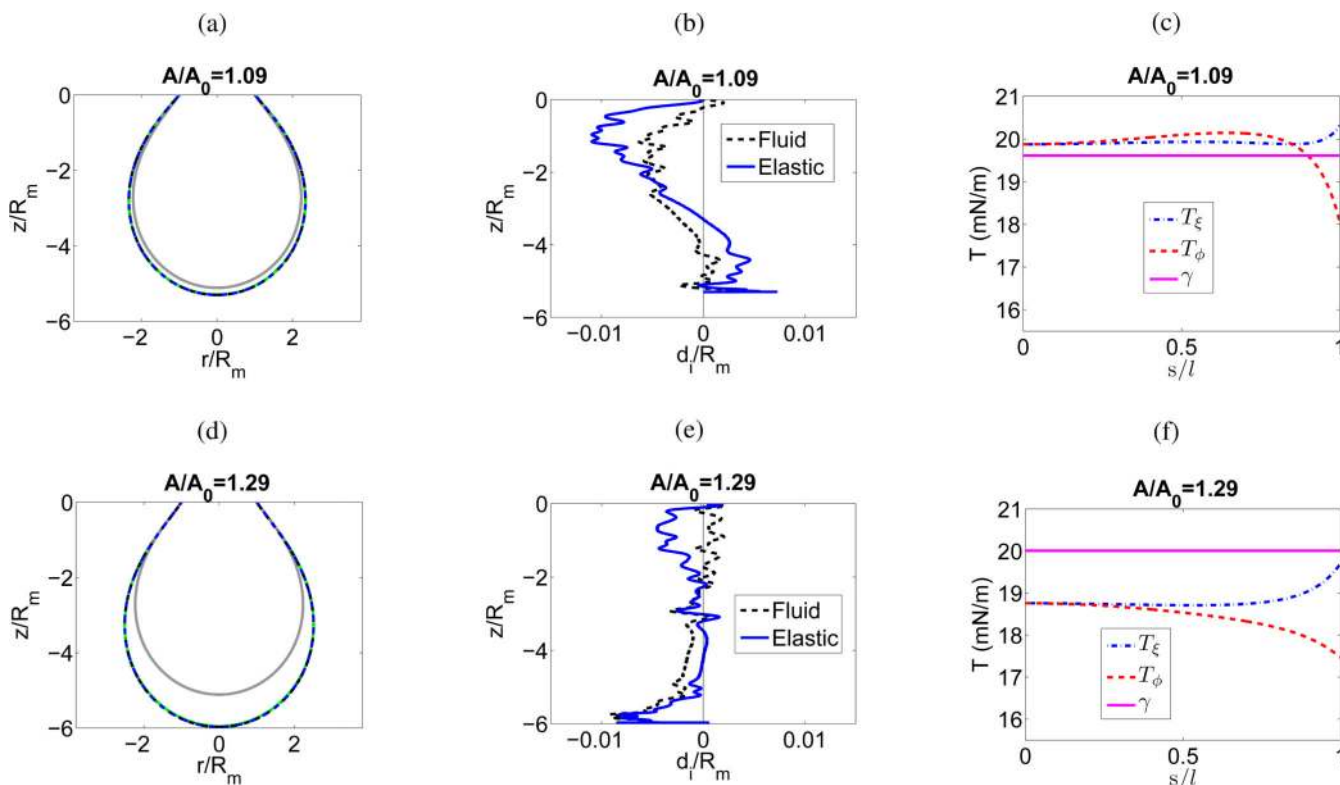 (a)
A/A0=1.09
0
−2
−4
−6
z/Rm
−2
0
2
r/Rm
(b)
A/A0=1.09
0
−2
−4
−6
z/Rm
−0.01
0
0.01
di/Rm
Fluid
Elastic
(c)
A/A0=1.09
21
20
19
18
17
16
T (mN/m)
0
0.5
1
s/l
Tξ
Tϕ
γ
(d)
A/A0=1.29
0
−2
−4
−6
z/Rm
−2
0
2
r/Rm
(e)
A/A0=1.29
0
−2
−4
−6
z/Rm
−0.01
0
0.01
di/Rm
Fluid
Elastic
(f)
A/A0=1.29
21
20
19
18
17
16
T (mN/m)
0
0.5
1
s/l
Tξ
Tϕ
γ